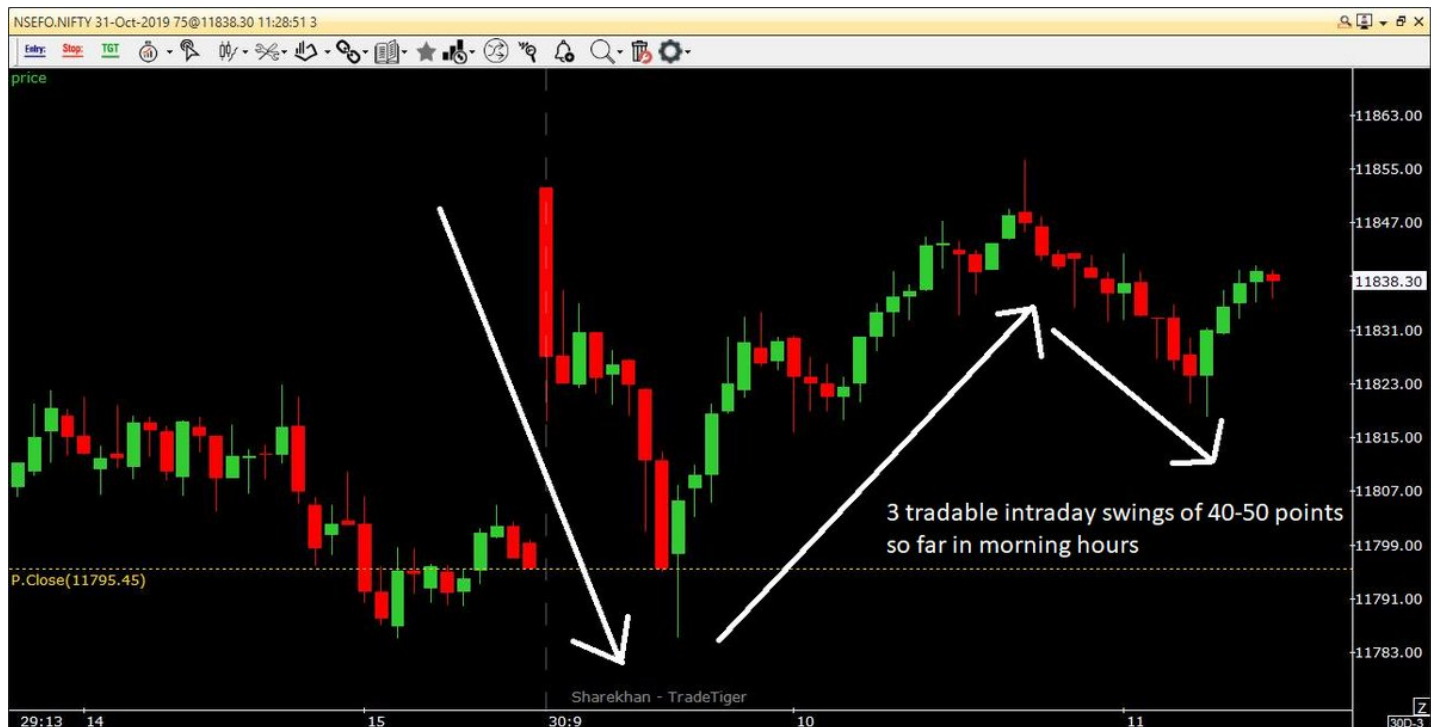 NSEFO.NIFTY 31-Oct-2019 75@11838.30 11:28:51 3
Entry: Stop: TGT
price
11863.00
11855.00
11847.00
11838.30
11831.00
11823.00
11815.00
11807.00
3 tradable intraday swings of 40-50 points
so far in morning hours
11799.00
P.Close(11795.45)
11791.00
11783.00
Sharekhan - TradeTiger
Z
29:13 14 15 30:9 10 11 30D-3